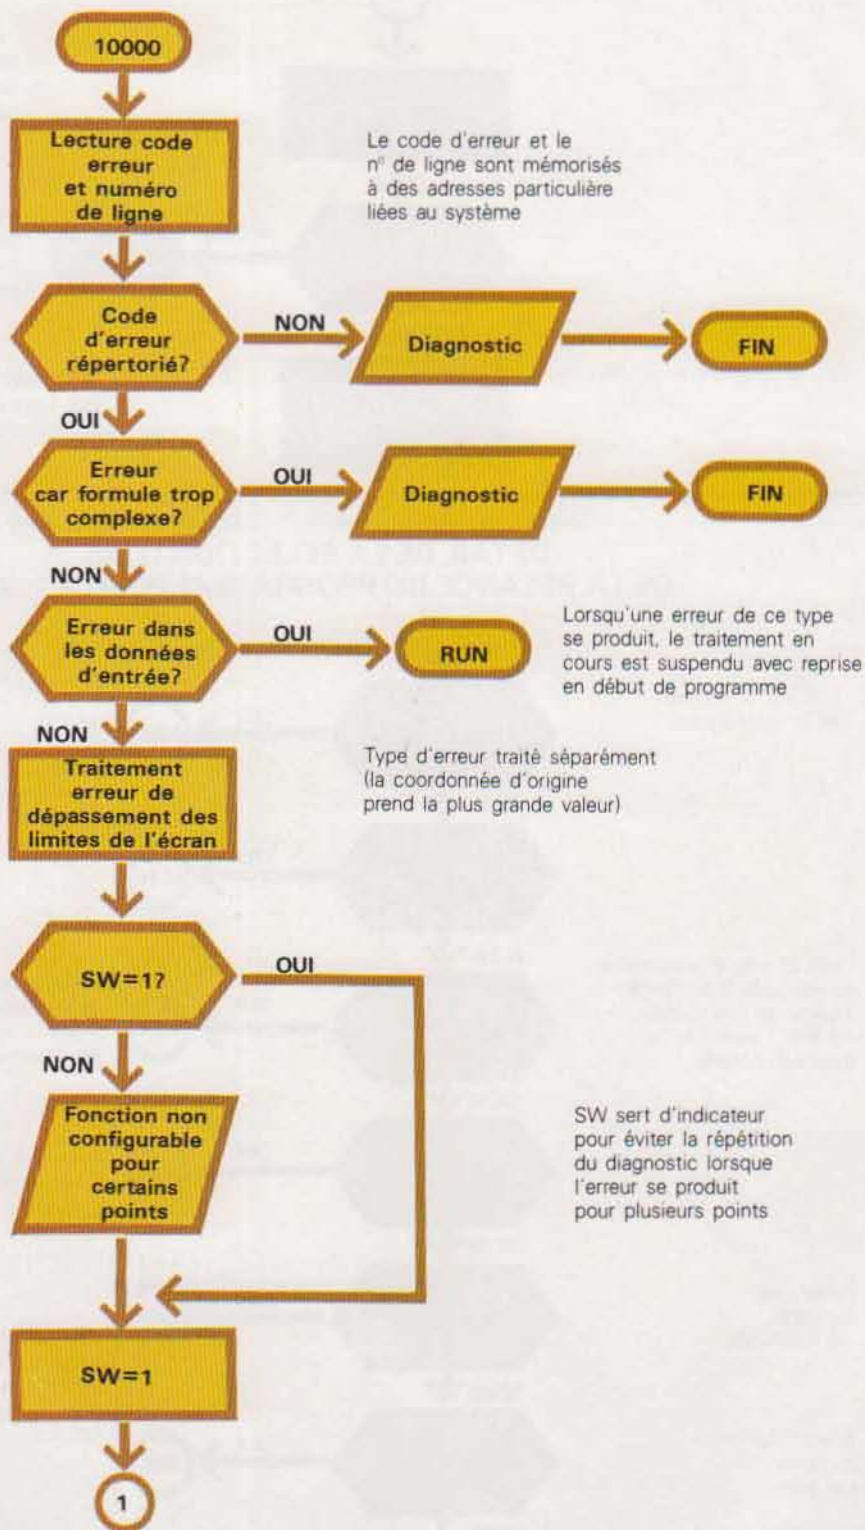 10000
Lecture code
erreur
et numéro
de ligne
Le code d'erreur et le
n° de ligne sont mémorisés
à des adresses particulière
liées au système
Code
d'erreur
répertorié?
NON
Diagnostic
FIN
OUI
Erreur
car formule trop
complexe?
OUI
Diagnostic
FIN
NON
Erreur dans
les données
d'entrée?
OUI
RUN
Lorsqu'une erreur de ce type
se produit, le traitement en
cours est suspendu avec reprise
en début de programme
NON
Traitement
erreur de
dépassement des
limites de l'écran
Type d'erreur traité séparément
(la coordonnée d'origine
prend la plus grande valeur)
SW=1?
OUI
NON
Fonction non
configurable
pour
certains
points
SW sert d'indicateur
pour éviter la répétition
du diagnostic lorsque
l'erreur se produit
pour plusieurs points
SW=1
1